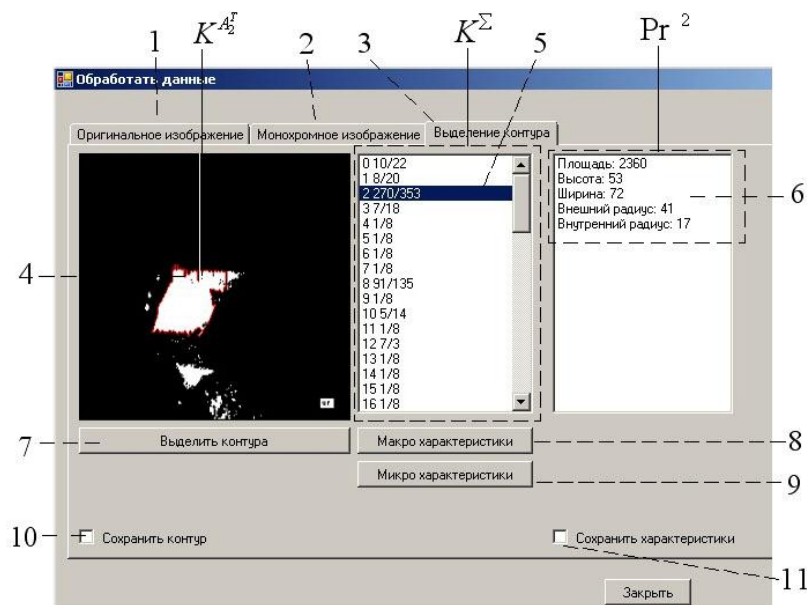 K^{A_2^T}
K^Σ
Pr ²
1
2
3
5
Обработать данные
Оригинальное изображение
Монохромное изображение
Выделение контура
0 10/22
1 8/20
2 270/353
3 7/18
4 1/8
5 1/8
6 1/8
7 1/8
8 91/135
9 1/8
10 5/14
11 1/8
12 7/3
13 1/8
14 1/8
15 1/8
16 1/8
Площадь: 2360
Высота: 53
Ширина: 72
Внешний радиус: 41
Внутренний радиус: 17
6
4
7
Выделить контура
Макро характеристики
8
Микро характеристики
9
10
Сохранить контур
Сохранить характеристики
11
Закрыть